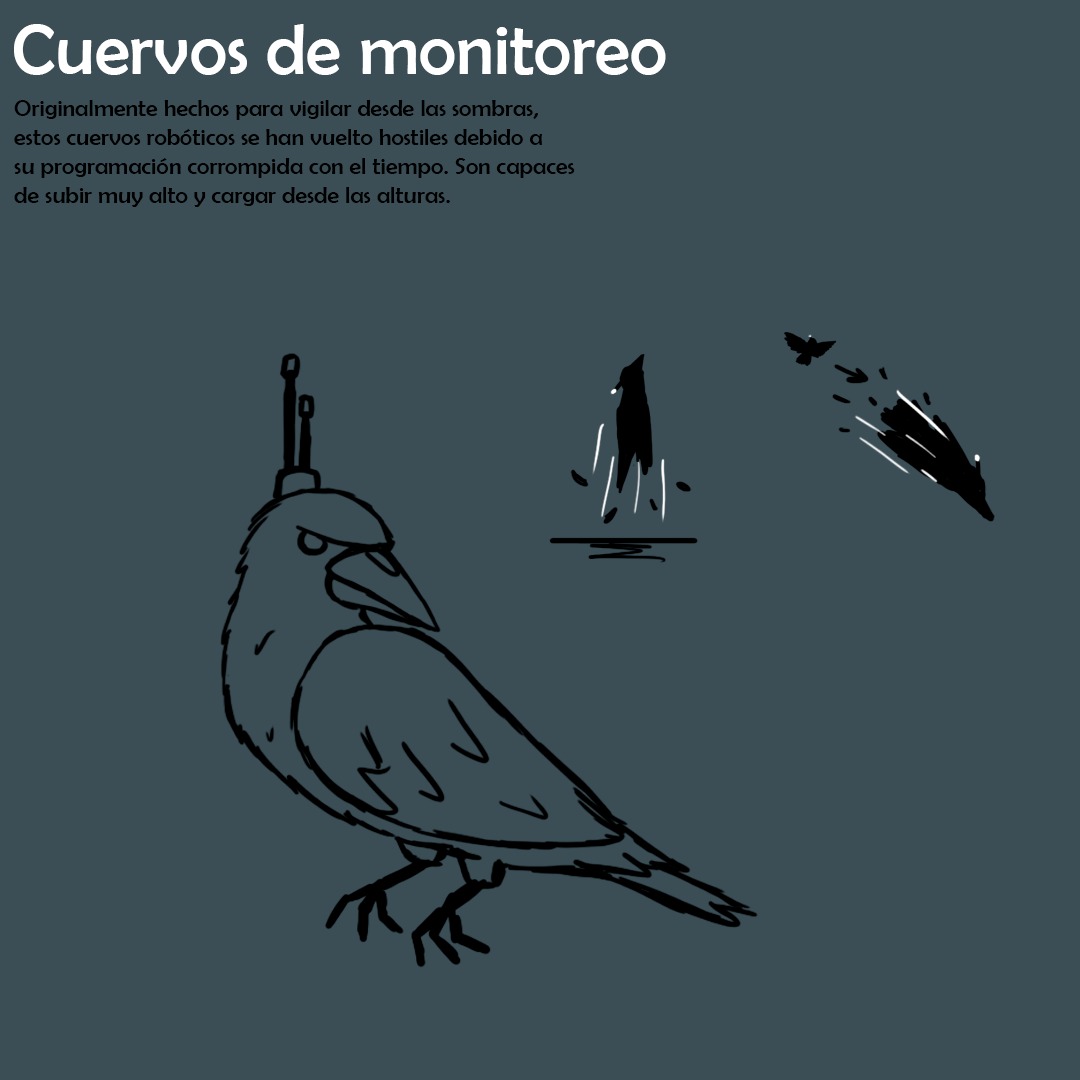 Cuervos de monitoreo
Originalmente hechos para vigilar desde las sombras,
estos cuervos robóticos se han vuelto hostiles debido a
su programación corrompida con el tiempo. Son capaces
de subir muy alto y cargar desde las alturas.